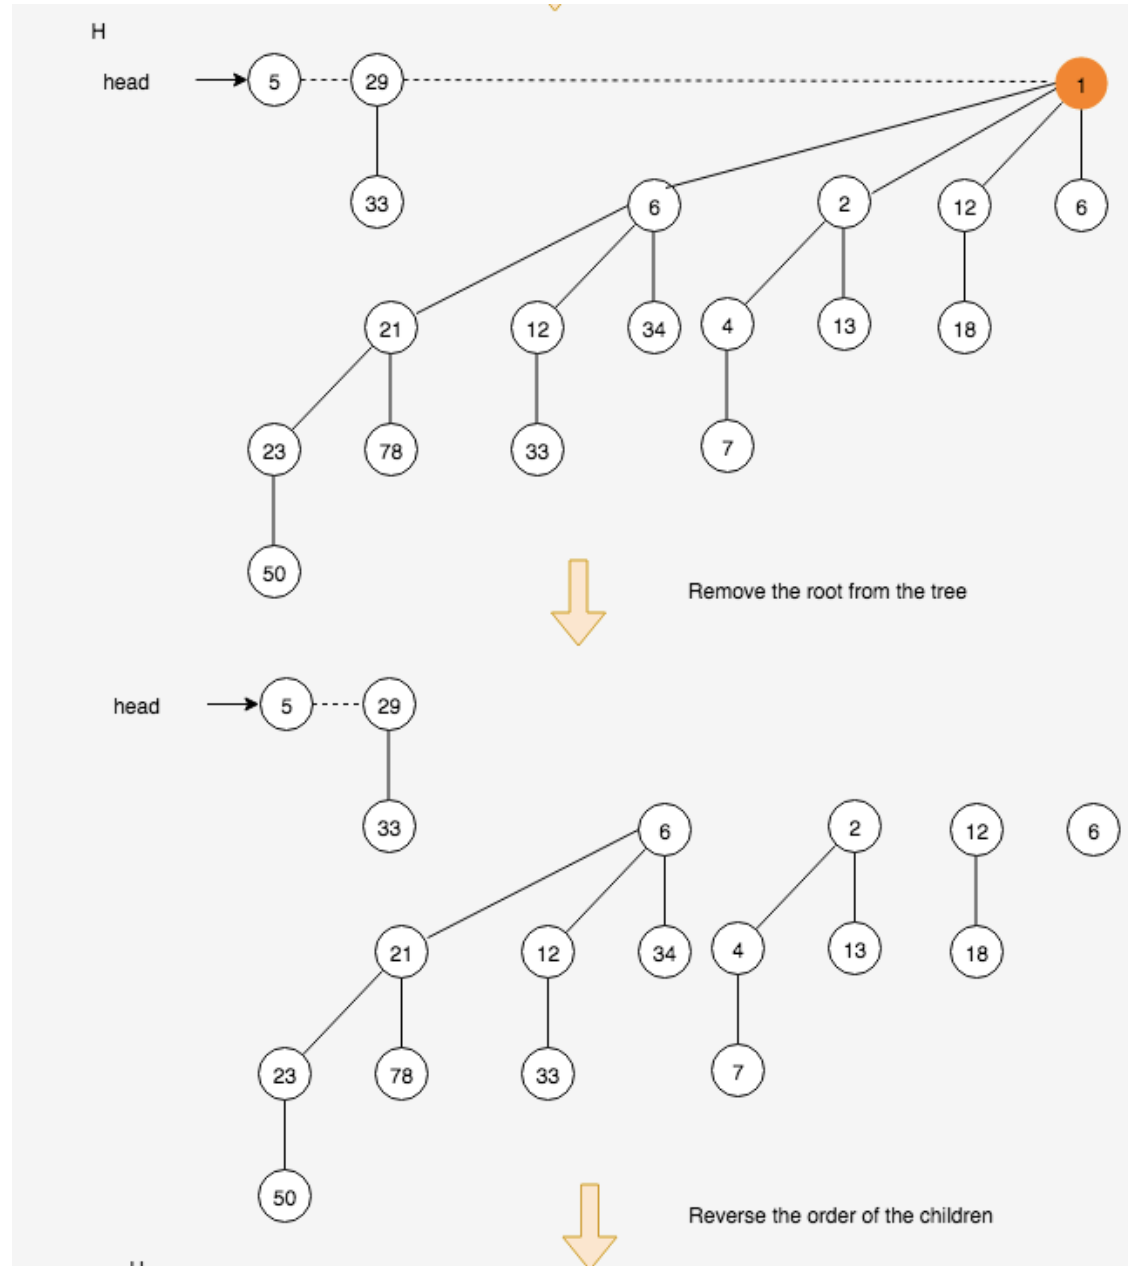 H
head 5 29 1
33 6 2 12 6
21 12 34 4 13 18
23 78 33 7
50
Remove the root from the tree
head 5 29
33 6 2 12 6
21 12 34 4 13 18
23 78 33 7
50
Reverse the order of the children